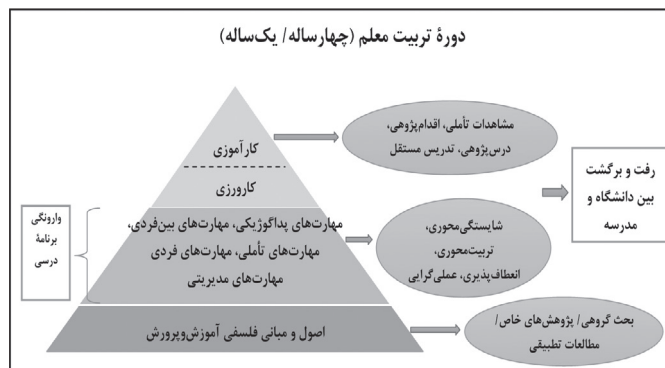 دورهٔ تربیت معلم (چهارساله/ یک‌ساله)
مشاهدات تأملی، اقدام‌پژوهی،
درس‌پژوهی، تدریس مستقل
کارآموزی
کارورزی
رفت و برگشت
بین دانشگاه و
مدرسه
وارونگی
برنامهٔ
درسی
مهارت‌های پداگوژیکی، مهارت‌های بین‌فردی،
مهارت‌های تأملی، مهارت‌های فردی
مهارت‌های مدیریتی
شایستگی‌محوری،
تربیت‌محوری،
انعطاف‌پذیری، عملی‌گرایی
اصول و مبانی فلسفی آموزش‌وپرورش
بحث گروهی/ پژوهش‌های خاص/
مطالعات تطبیقی